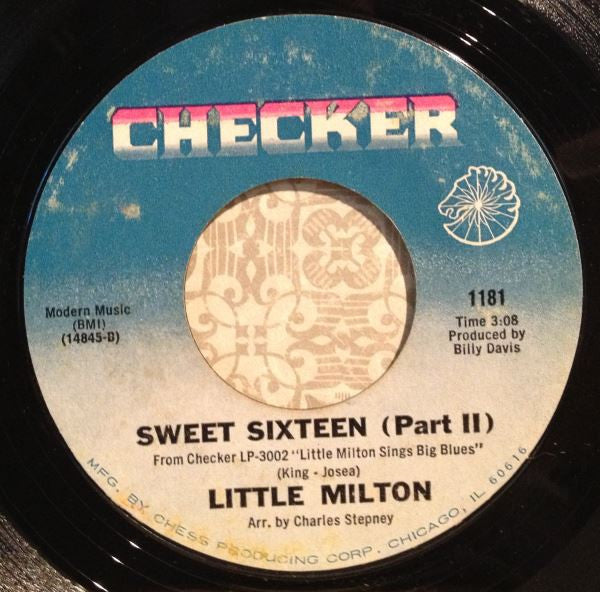 CHECKER
Modern Music
(BMI)
(14845-D)
1181
Time 3:08
Produced by
Billy Davis
SWEET SIXTEEN (Part II)
From Checker LP-3002 "Little Milton Sings Big Blues"
(King - Josea)
LITTLE MILTON
Arr. by Charles Stepney
MFG. BY CHESS PRODUCING CORP. CHICAGO, IL 60616